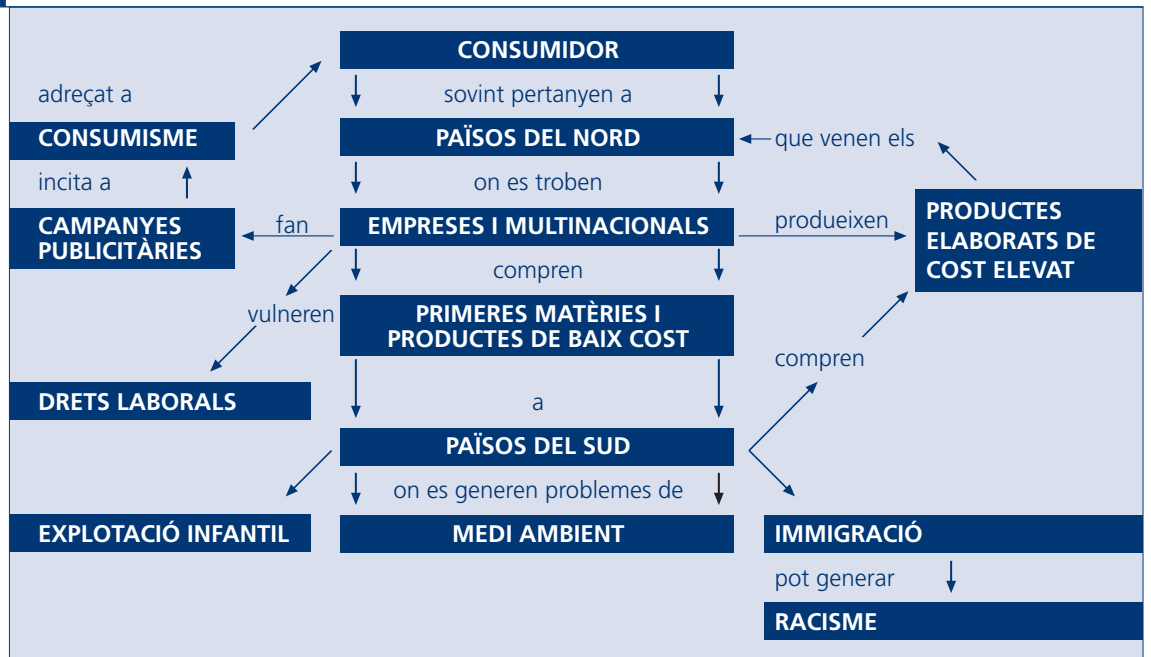 CONSUMIDOR
adreçat a
sovint pertanyen a
CONSUMISME
PAÏSOS DEL NORD
que venen els
incita a
on es troben
CAMPANYES
PUBLICITÀRIES
fan
EMPRESES I MULTINACIONALS
produeixen
PRODUCTES
ELABORATS DE
COST ELEVAT
compren
vulneren
PRIMERES MATÈRIES I
PRODUCTES DE BAIX COST
compren
DRETS LABORALS
a
PAÏSOS DEL SUD
on es generen problemes de
EXPLOTACIÓ INFANTIL
MEDI AMBIENT
IMMIGRACIÓ
pot generar
RACISME